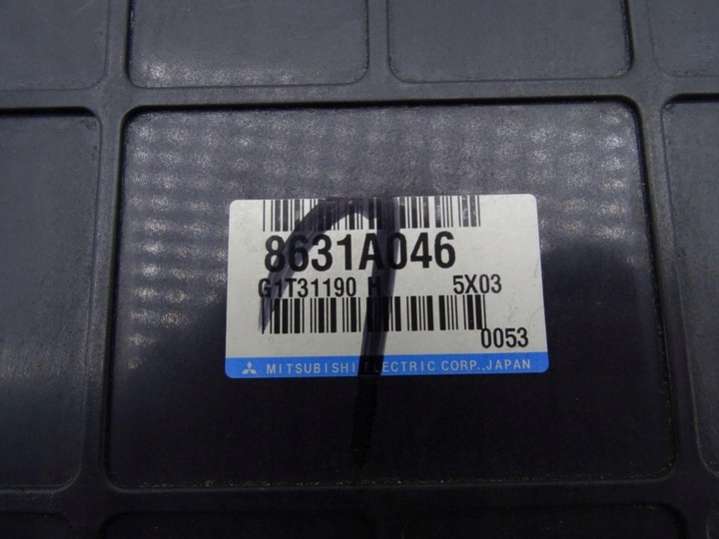 8631A046
G1T31190 H 5X03
0053
MITSUBISHI ELECTRIC CORP.,JAPAN